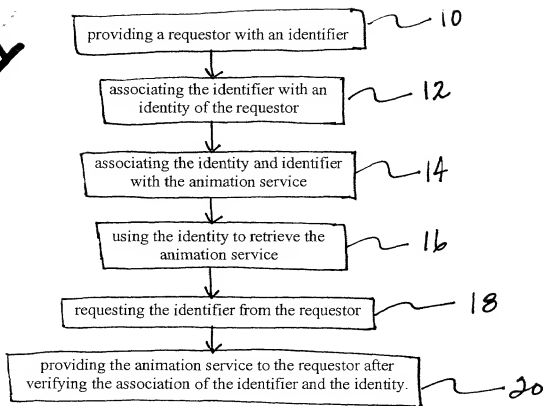 providing a requestor with an identifier
10
associating the identifier with an
identity of the requestor
12
associating the identity and identifier
with the animation service
14
using the identity to retrieve the
animation service
16
requesting the identifier from the requestor
18
providing the animation service to the requestor after
verifying the association of the identifier and the identity.
20